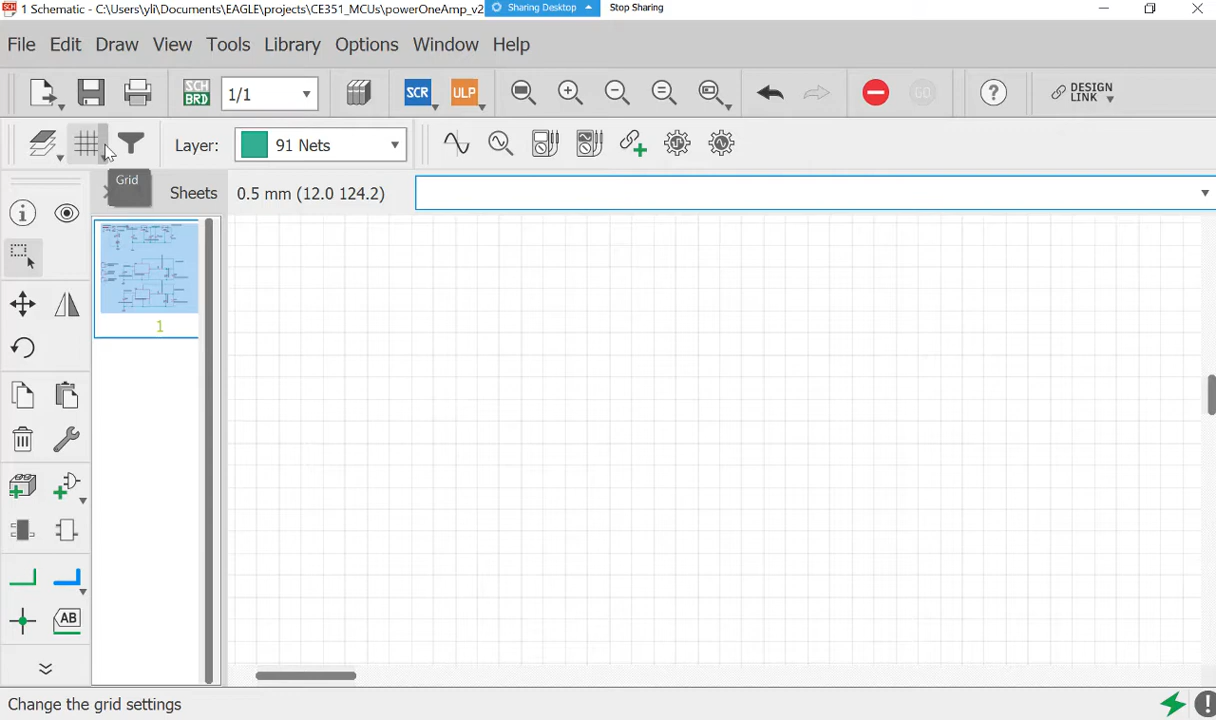 1 Schematic - C:\Users\yli\Documents\EAGLE\projects\CE351_MCUs\powerOneAmp_v2
Sharing Desktop
Stop Sharing
File Edit Draw View Tools Library Options Window Help
SCH
BRD
1/1
SCR
ULP
DESIGN
LINK
Layer: 91 Nets
Grid
Sheets
0.5 mm (12.0 124.2)
1
AB
Change the grid settings